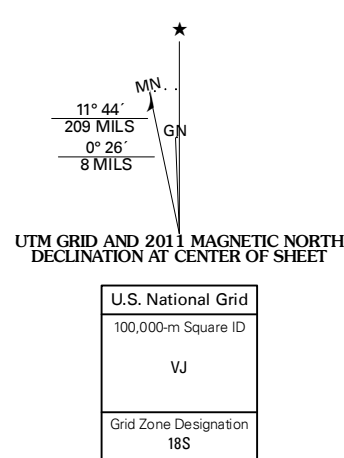 ★
MN
11° 44´
209 MILS
GN
0° 26´
8 MILS
UTM GRID AND 2011 MAGNETIC NORTH
DECLINATION AT CENTER OF SHEET
U.S. National Grid
100,000-m Square ID
VJ
Grid Zone Designation
18S